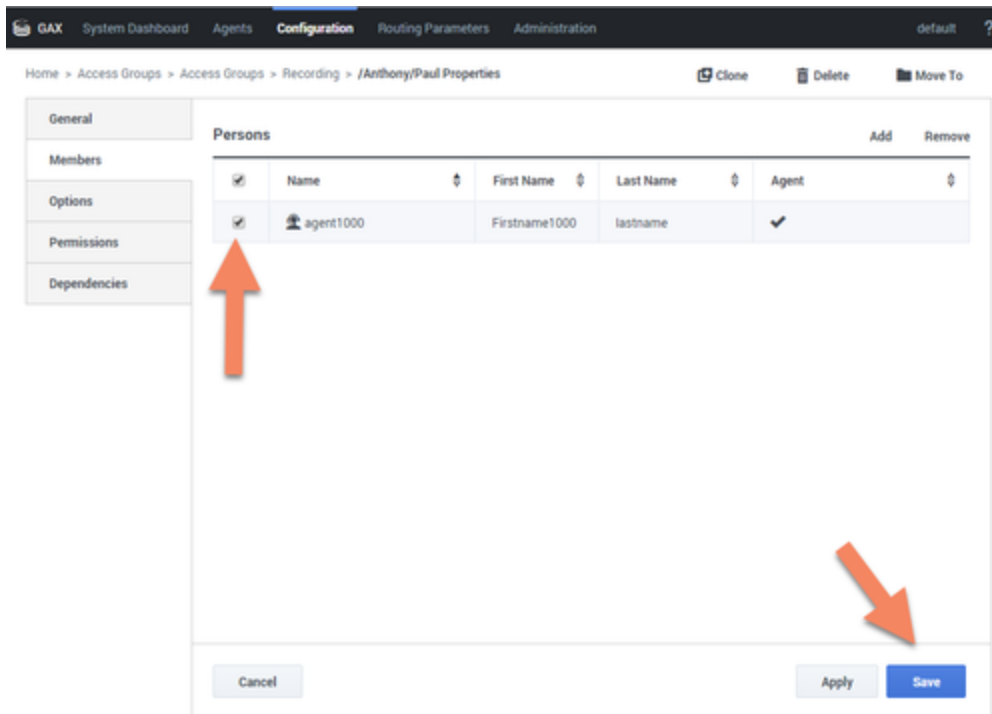 GAX System Dashboard Agents Configuration Routing Parameters Administration default ?
Home > Access Groups > Access Groups > Recording > /Anthony/Paul Properties Clone Delete Move To
General
Persons Add Remove
Members
Name First Name Last Name Agent
Options
agent1000 Firstname1000 lastname
Permissions
Dependencies
Cancel Apply Save